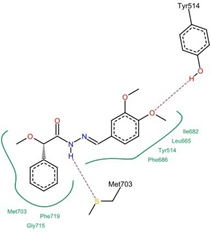 Tyr514
H
O
O
O
O
O
N
N
H
Ile682
Leu665
Tyr514
Phe686
Met703
S
Met703
Phe719
Gly715